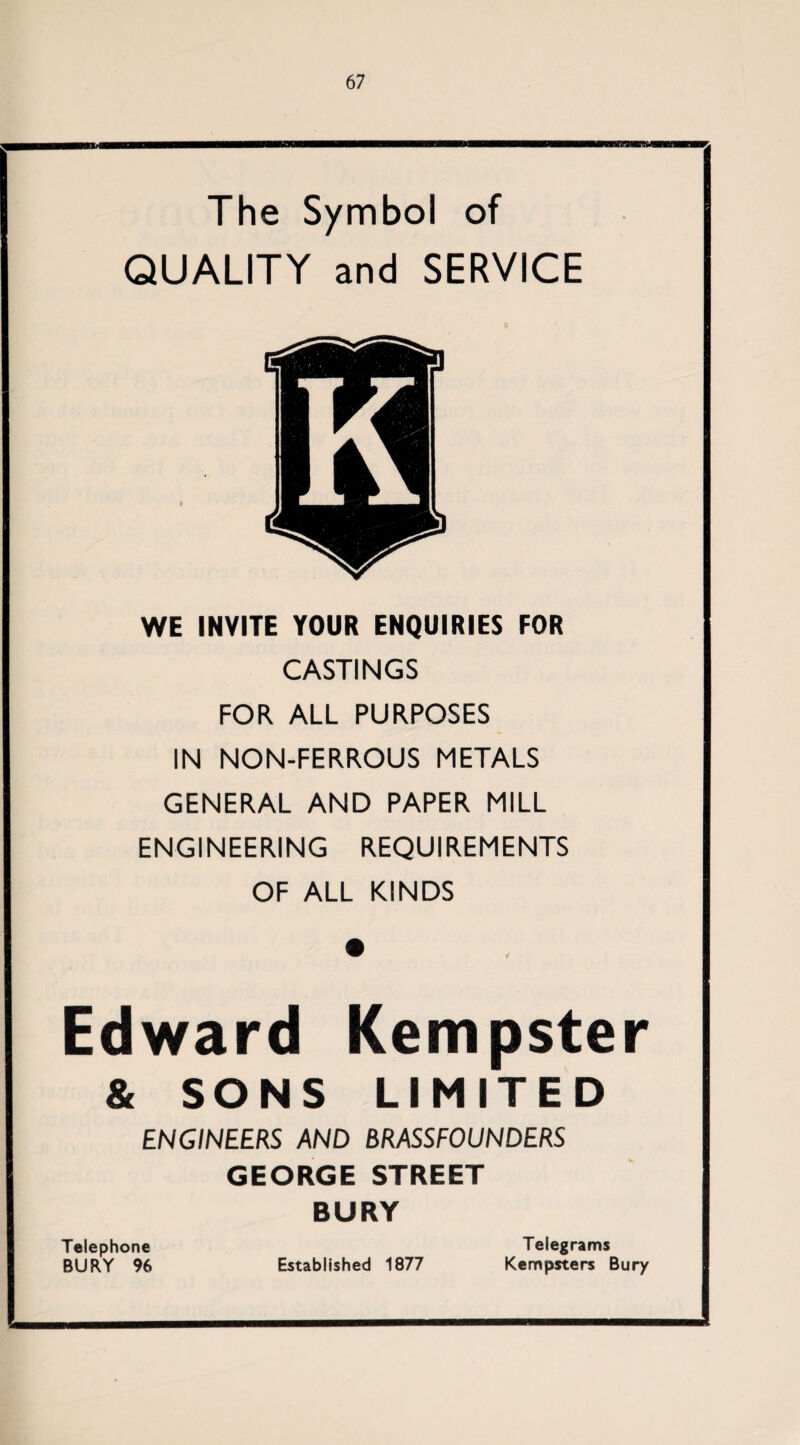 67
The Symbol of
QUALITY and SERVICE
K
WE INVITE YOUR ENQUIRIES FOR
CASTINGS
FOR ALL PURPOSES
IN NON-FERROUS METALS
GENERAL AND PAPER MILL
ENGINEERING REQUIREMENTS
OF ALL KINDS
Edward Kempster
& SONS LIMITED
ENGINEERS AND BRASSFOUNDERS
GEORGE STREET
BURY
Telephone
BURY 96
Established 1877
Telegrams
Kempsters Bury